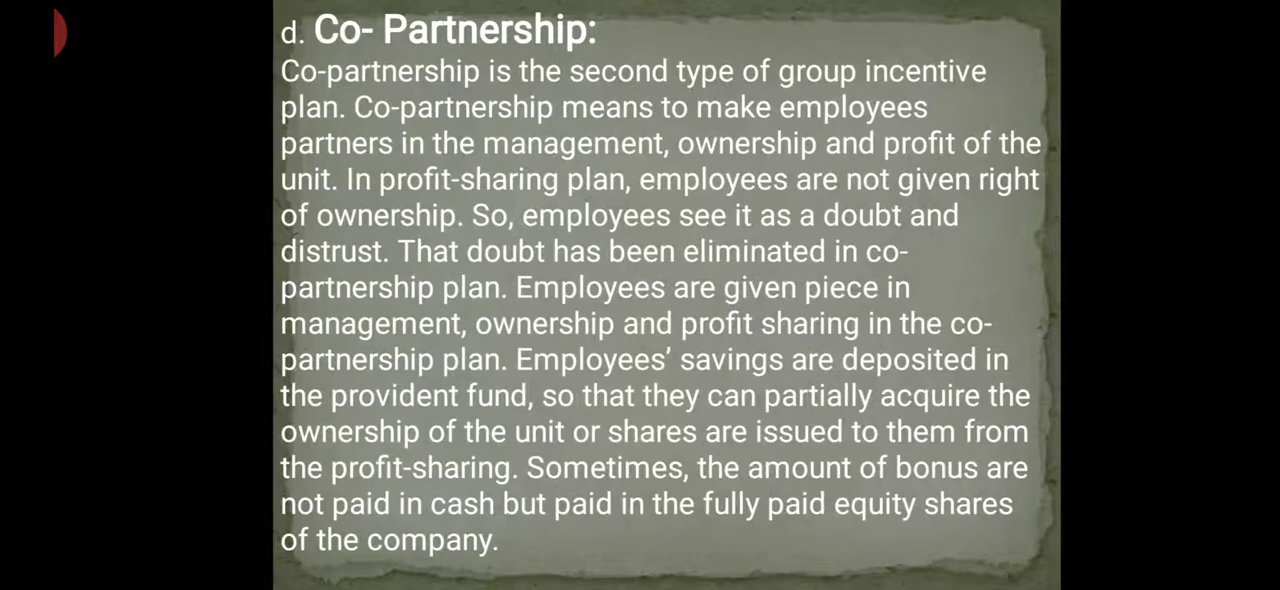 d. Co- Partnership:
Co-partnership is the second type of group incentive
plan. Co-partnership means to make employees
partners in the management, ownership and profit of the
unit. In profit-sharing plan, employees are not given right
of ownership. So, employees see it as a doubt and
distrust. That doubt has been eliminated in co-
partnership plan. Employees are given piece in
management, ownership and profit sharing in the co-
partnership plan. Employees’ savings are deposited in
the provident fund, so that they can partially acquire the
ownership of the unit or shares are issued to them from
the profit-sharing. Sometimes, the amount of bonus are
not paid in cash but paid in the fully paid equity shares
of the company.